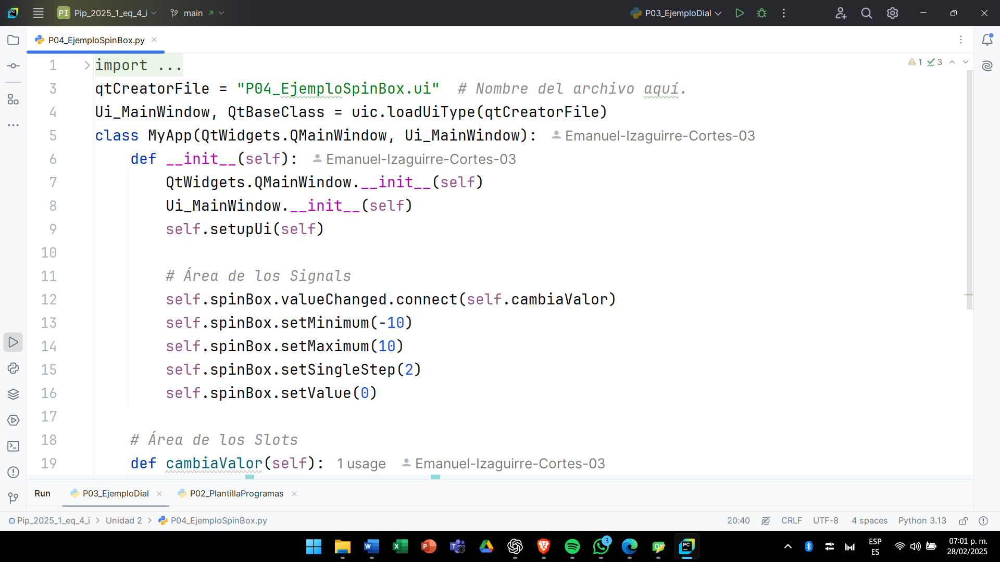 PI Pip_2025_1_eq_4_i main P03_EjemploDial
P04_EjemploSpinBox.py
1 import ...
1 3
3 qtCreatorFile = "P04_EjemploSpinBox.ui"  # Nombre del archivo aquí.
4 Ui_MainWindow, QtBaseClass = uic.loadUiType(qtCreatorFile)
5 class MyApp(QtWidgets.QMainWindow, Ui_MainWindow): Emanuel-Izaguirre-Cortes-03
6 def __init__(self): Emanuel-Izaguirre-Cortes-03
7 QtWidgets.QMainWindow.__init__(self)
8 Ui_MainWindow.__init__(self)
9 self.setupUi(self)
10
11 # Área de los Signals
12 self.spinBox.valueChanged.connect(self.cambiaValor)
13 self.spinBox.setMinimum(-10)
14 self.spinBox.setMaximum(10)
15 self.spinBox.setSingleStep(2)
16 self.spinBox.setValue(0)
17
18 # Área de los Slots
19 def cambiaValor(self): 1 usage Emanuel-Izaguirre-Cortes-03
Run P03_EjemploDial P02_PlantillaProgramas
Pip_2025_1_eq_4_i > Unidad 2 > P04_EjemploSpinBox.py 20:40 CRLF UTF-8 4 spaces Python 3.13
3
ESP
ES
07:01 p. m.
28/02/2025